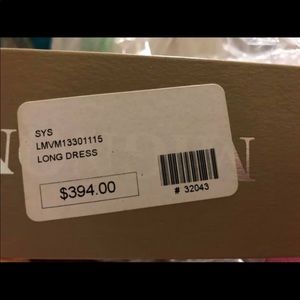 SYS
LMVM13301115
LONG DRESS
$394.00
# 32043